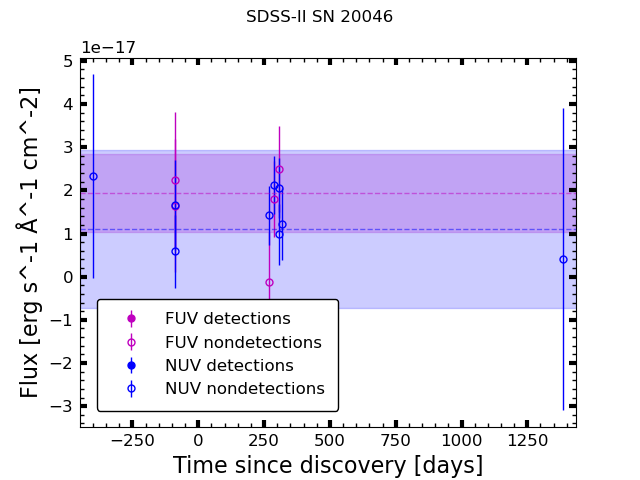 SDSS-II SN 20046
1e−17
5
4
3
2
1
0
−1
−2
−3
Flux [erg s^-1 Å^-1 cm^-2]
FUV detections
FUV nondetections
NUV detections
NUV nondetections
−250 0 250 500 750 1000 1250
Time since discovery [days]